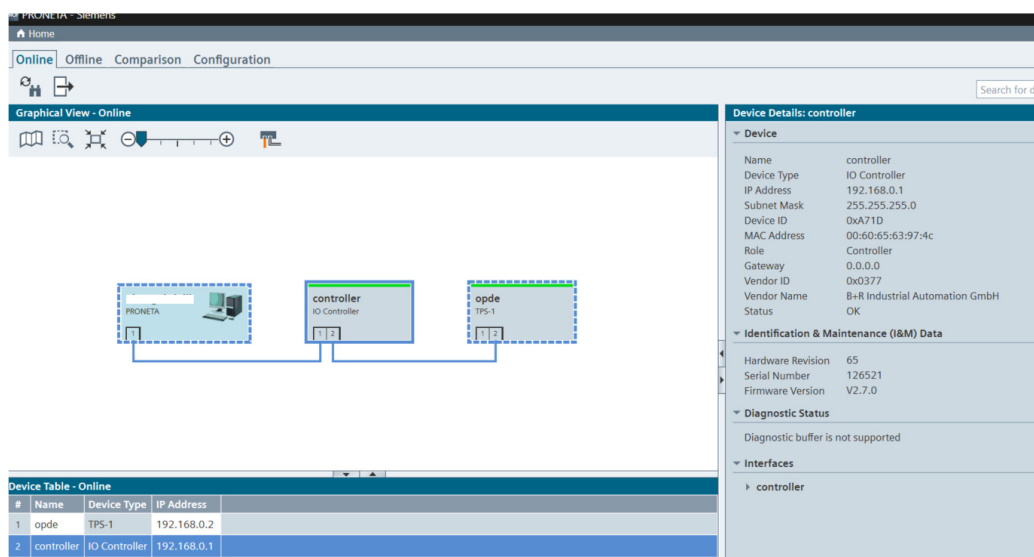 PRONETA - Siemens
Home
Online Offline Comparison Configuration
Search for d
Graphical View - Online
PRONETA
1
controller
IO Controller
1 2
opde
TPS-1
1 2
Device Table - Online
# Name Device Type IP Address
1 opde TPS-1 192.168.0.2
2 controller IO Controller 192.168.0.1
Device Details: controller
Device
Name controller
Device Type IO Controller
IP Address 192.168.0.1
Subnet Mask 255.255.255.0
Device ID 0xA71D
MAC Address 00:60:65:63:97:4c
Role Controller
Gateway 0.0.0.0
Vendor ID 0x0377
Vendor Name B+R Industrial Automation GmbH
Status OK
Identification & Maintenance (I&M) Data
Hardware Revision 65
Serial Number 126521
Firmware Version V2.7.0
Diagnostic Status
Diagnostic buffer is not supported
Interfaces
controller